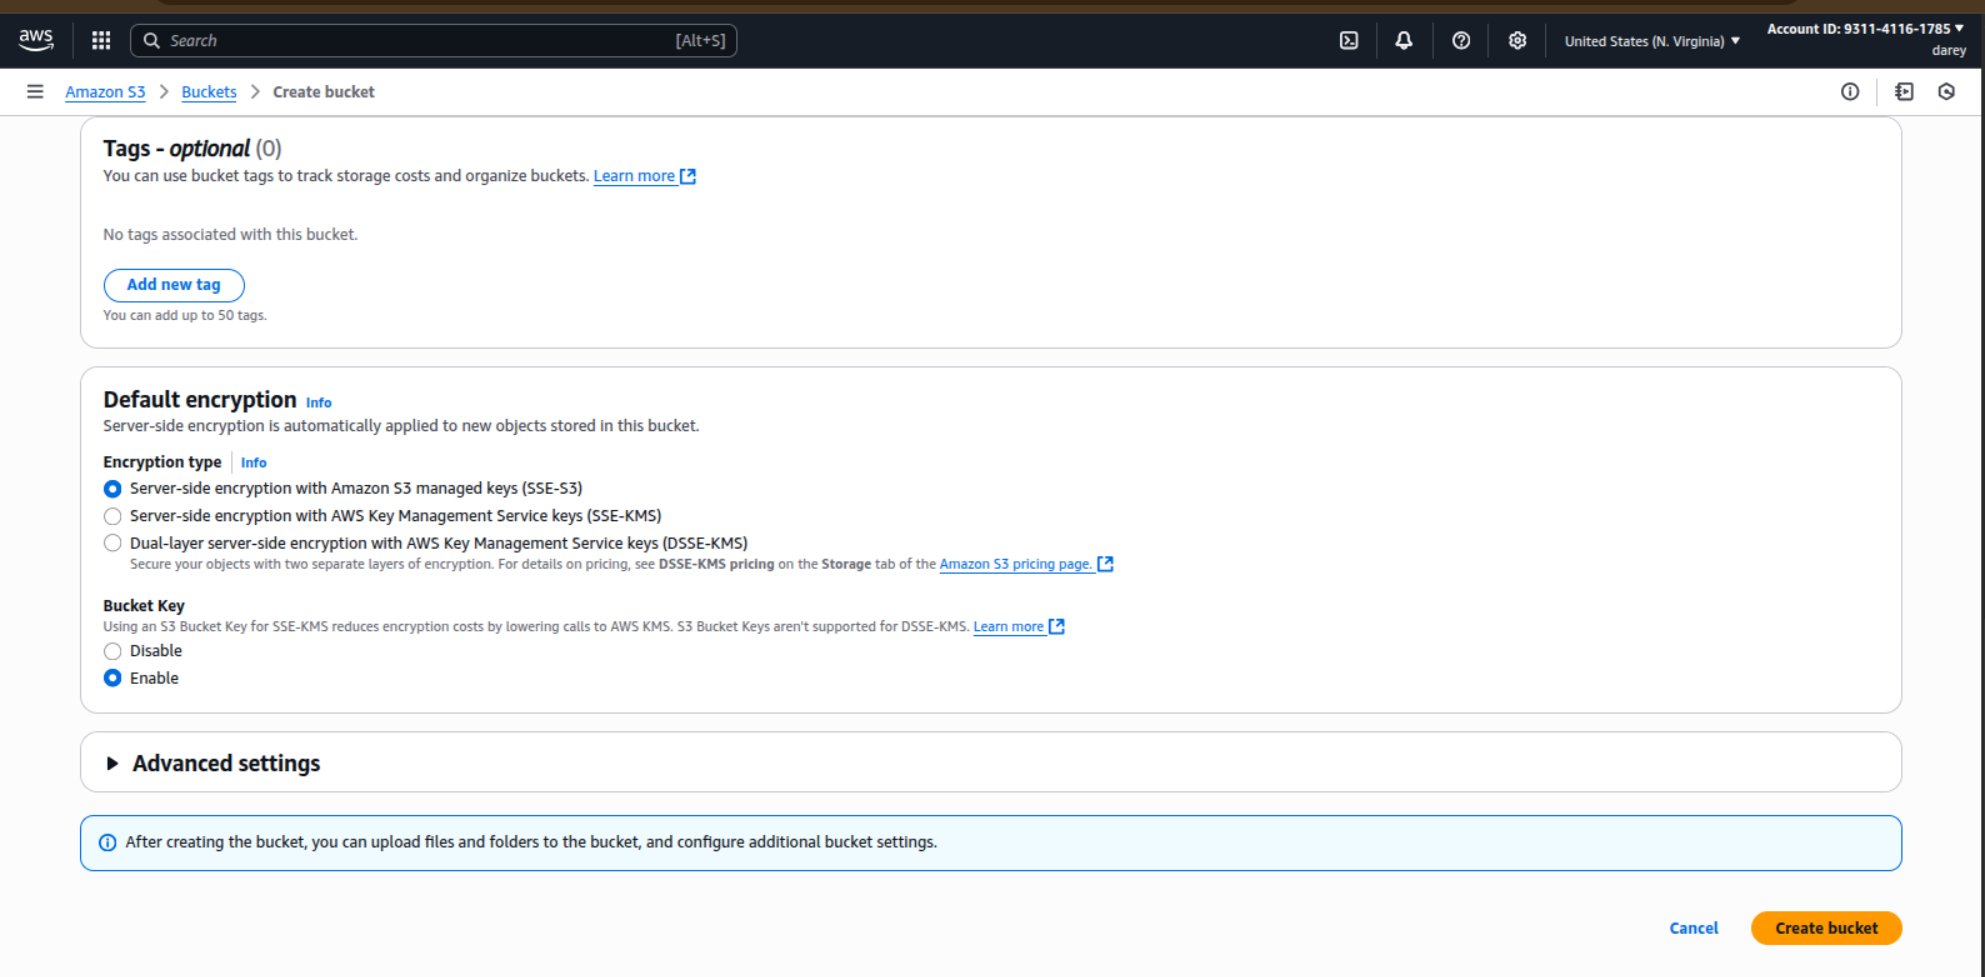 aws
Search [Alt+S]
United States (N. Virginia) ▼
Account ID: 9311-4116-1785 ▼
darey
Amazon S3 > Buckets > Create bucket
Tags - optional (0)
You can use bucket tags to track storage costs and organize buckets. Learn more
No tags associated with this bucket.
Add new tag
You can add up to 50 tags.
Default encryption Info
Server-side encryption is automatically applied to new objects stored in this bucket.
Encryption type Info
Server-side encryption with Amazon S3 managed keys (SSE-S3)
Server-side encryption with AWS Key Management Service keys (SSE-KMS)
Dual-layer server-side encryption with AWS Key Management Service keys (DSSE-KMS)
Secure your objects with two separate layers of encryption. For details on pricing, see DSSE-KMS pricing on the Storage tab of the Amazon S3 pricing page.
Bucket Key
Using an S3 Bucket Key for SSE-KMS reduces encryption costs by lowering calls to AWS KMS. S3 Bucket Keys aren't supported for DSSE-KMS. Learn more
Disable
Enable
Advanced settings
After creating the bucket, you can upload files and folders to the bucket, and configure additional bucket settings.
Cancel
Create bucket